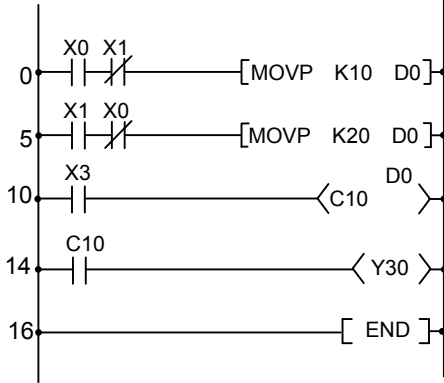 X0 X1
0 [MOVP K10 D0]
X1 X0
5 [MOVP K20 D0]
X3 D0
10 C10
C10
14 Y30
16 [ END ]